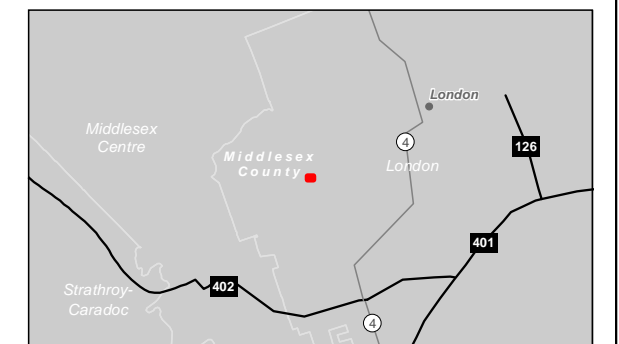 London
Middlesex
Centre
4
126
Middlesex
County
London
401
Strathroy-
Caradoc
402
4